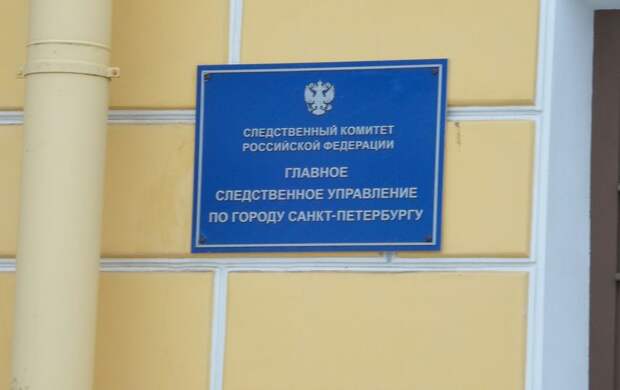 СЛЕДСТВЕННЫЙ КОМИТЕТ
РОССИЙСКОЙ ФЕДЕРАЦИИ
ГЛАВНОЕ
СЛЕДСТВЕННОЕ УПРАВЛЕНИЕ
ПО ГОРОДУ САНКТ-ПЕТЕРБУРГУ